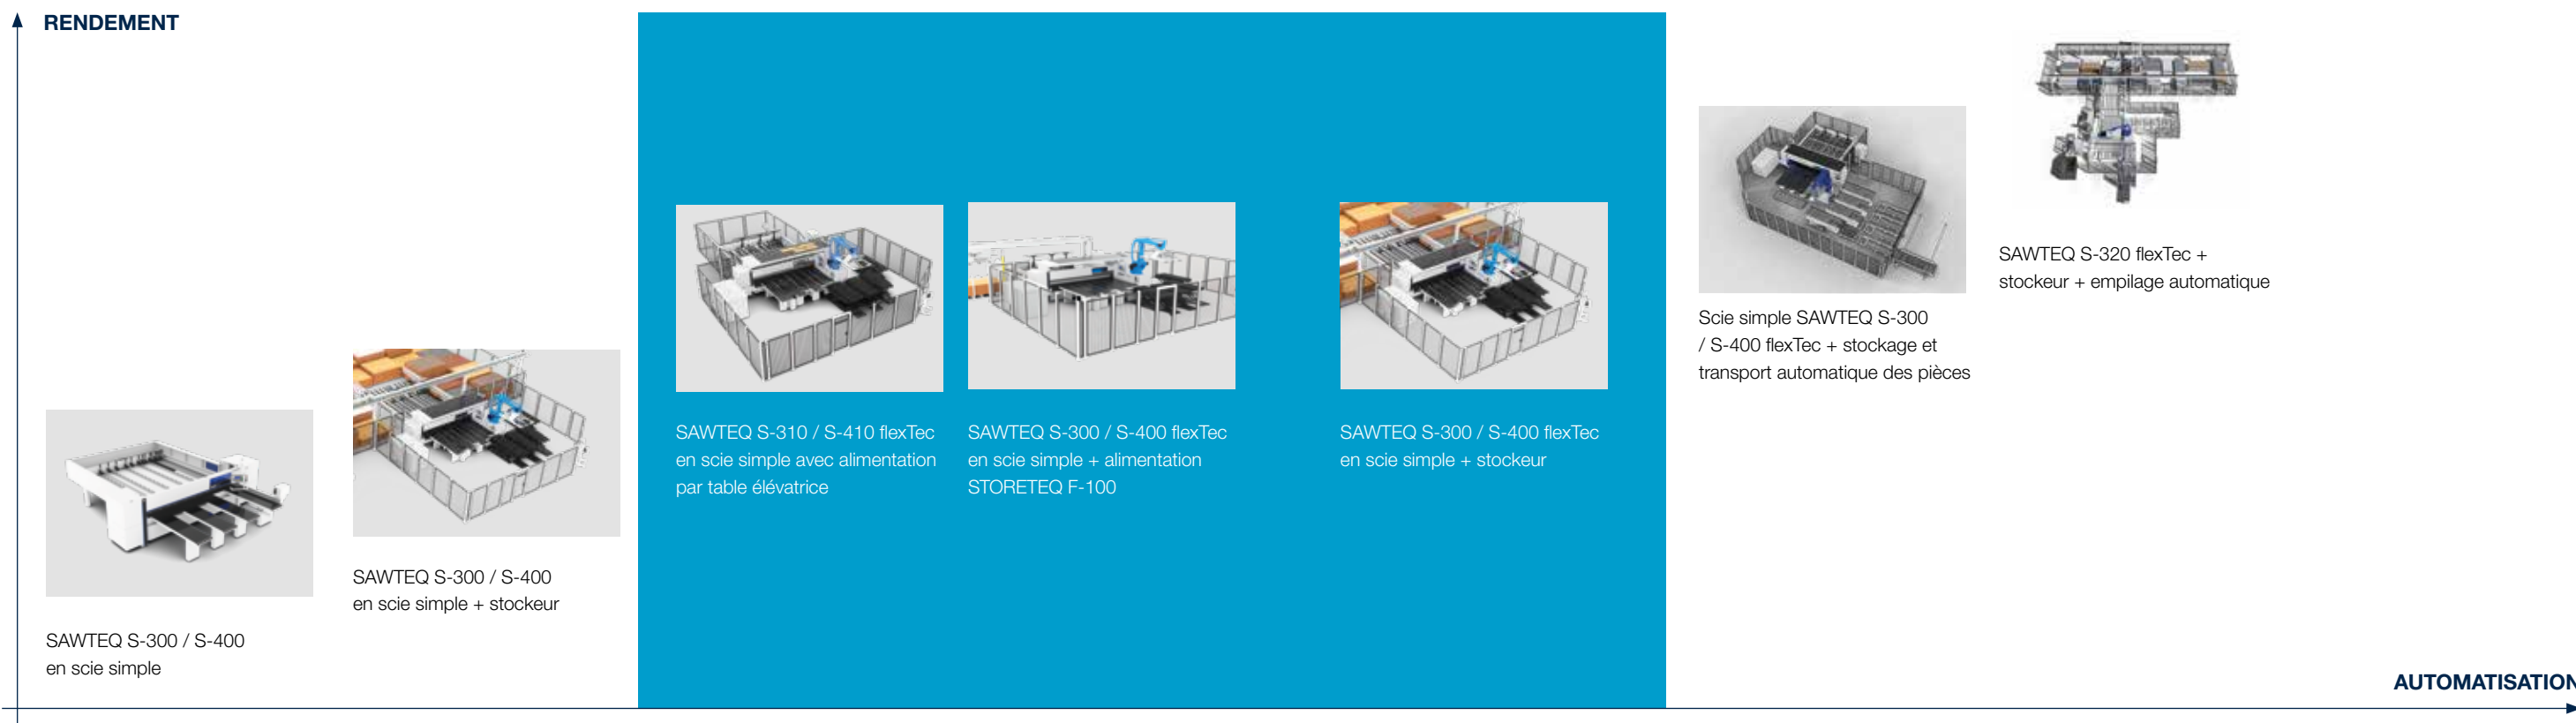 RENDEMENT
SAWTEQ S-300 / S-400
en scie simple
SAWTEQ S-300 / S-400
en scie simple + stockeur
SAWTEQ S-310 / S-410 flexTec
en scie simple avec alimentation
par table élévatrice
SAWTEQ S-300 / S-400 flexTec
en scie simple + alimentation
STORETEQ F-100
SAWTEQ S-300 / S-400 flexTec
en scie simple + stockeur
Scie simple SAWTEQ S-300
/ S-400 flexTec + stockage et
transport automatique des pièces
SAWTEQ S-320 flexTec +
stockeur + empilage automatique
AUTOMATISATION